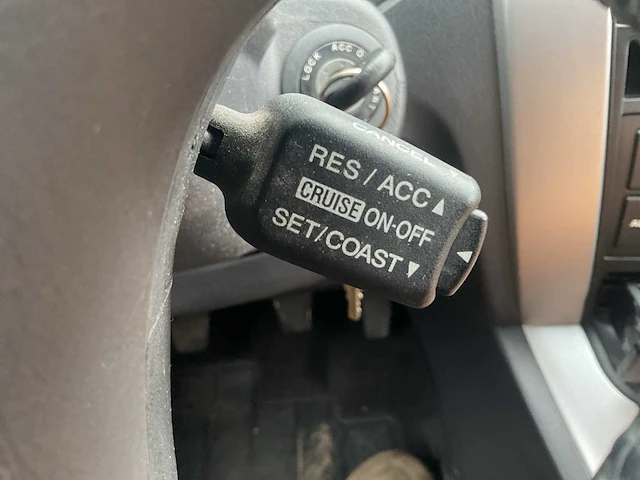 LOCK ACC
CANCEL
RES / ACC ▲
CRUISE ON-OFF
SET/COAST ▼
◀